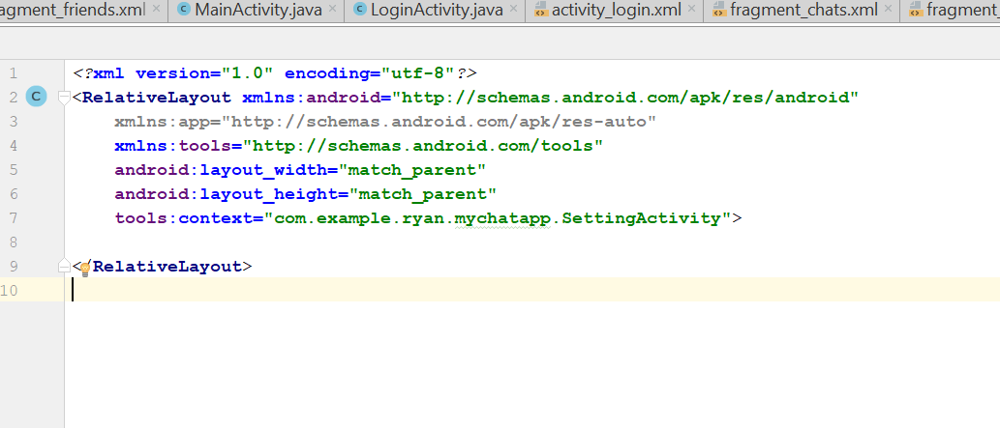 agment_friends.xml MainActivity.java LoginActivity.java activity_login.xml fragment_chats.xml fragment_
1 <?xml version="1.0" encoding="utf-8"?>
2 C <RelativeLayout xmlns:android="http://schemas.android.com/apk/res/android"
3 xmlns:app="http://schemas.android.com/apk/res-auto"
4 xmlns:tools="http://schemas.android.com/tools"
5 android:layout_width="match_parent"
6 android:layout_height="match_parent"
7 tools:context="com.example.ryan.mychatapp.SettingActivity">
8
9 </RelativeLayout>
10